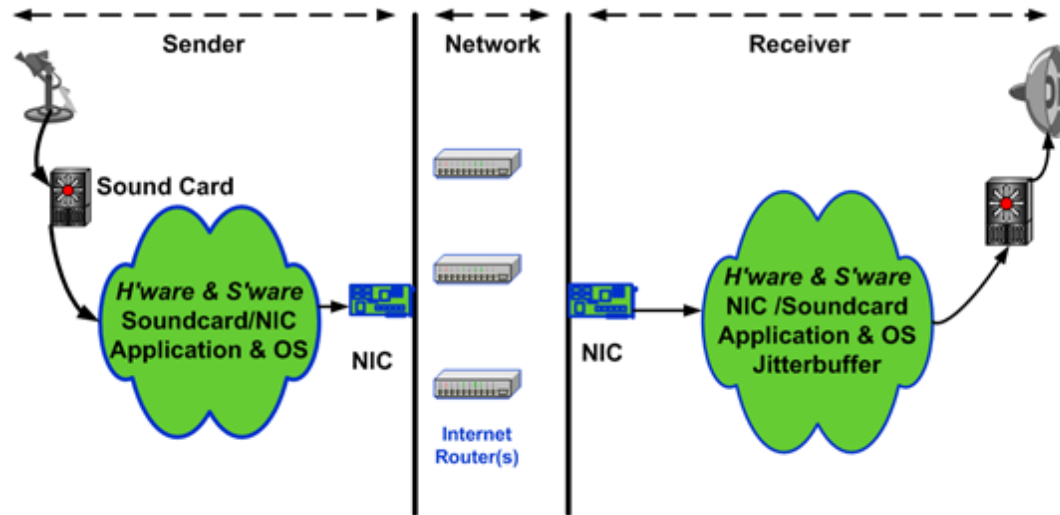 Sender
Network
Receiver
Sound Card
H'ware & S'ware
Soundcard/NIC
Application & OS
NIC
Internet
Router(s)
NIC
H'ware & S'ware
NIC /Soundcard
Application & OS
Jitterbuffer